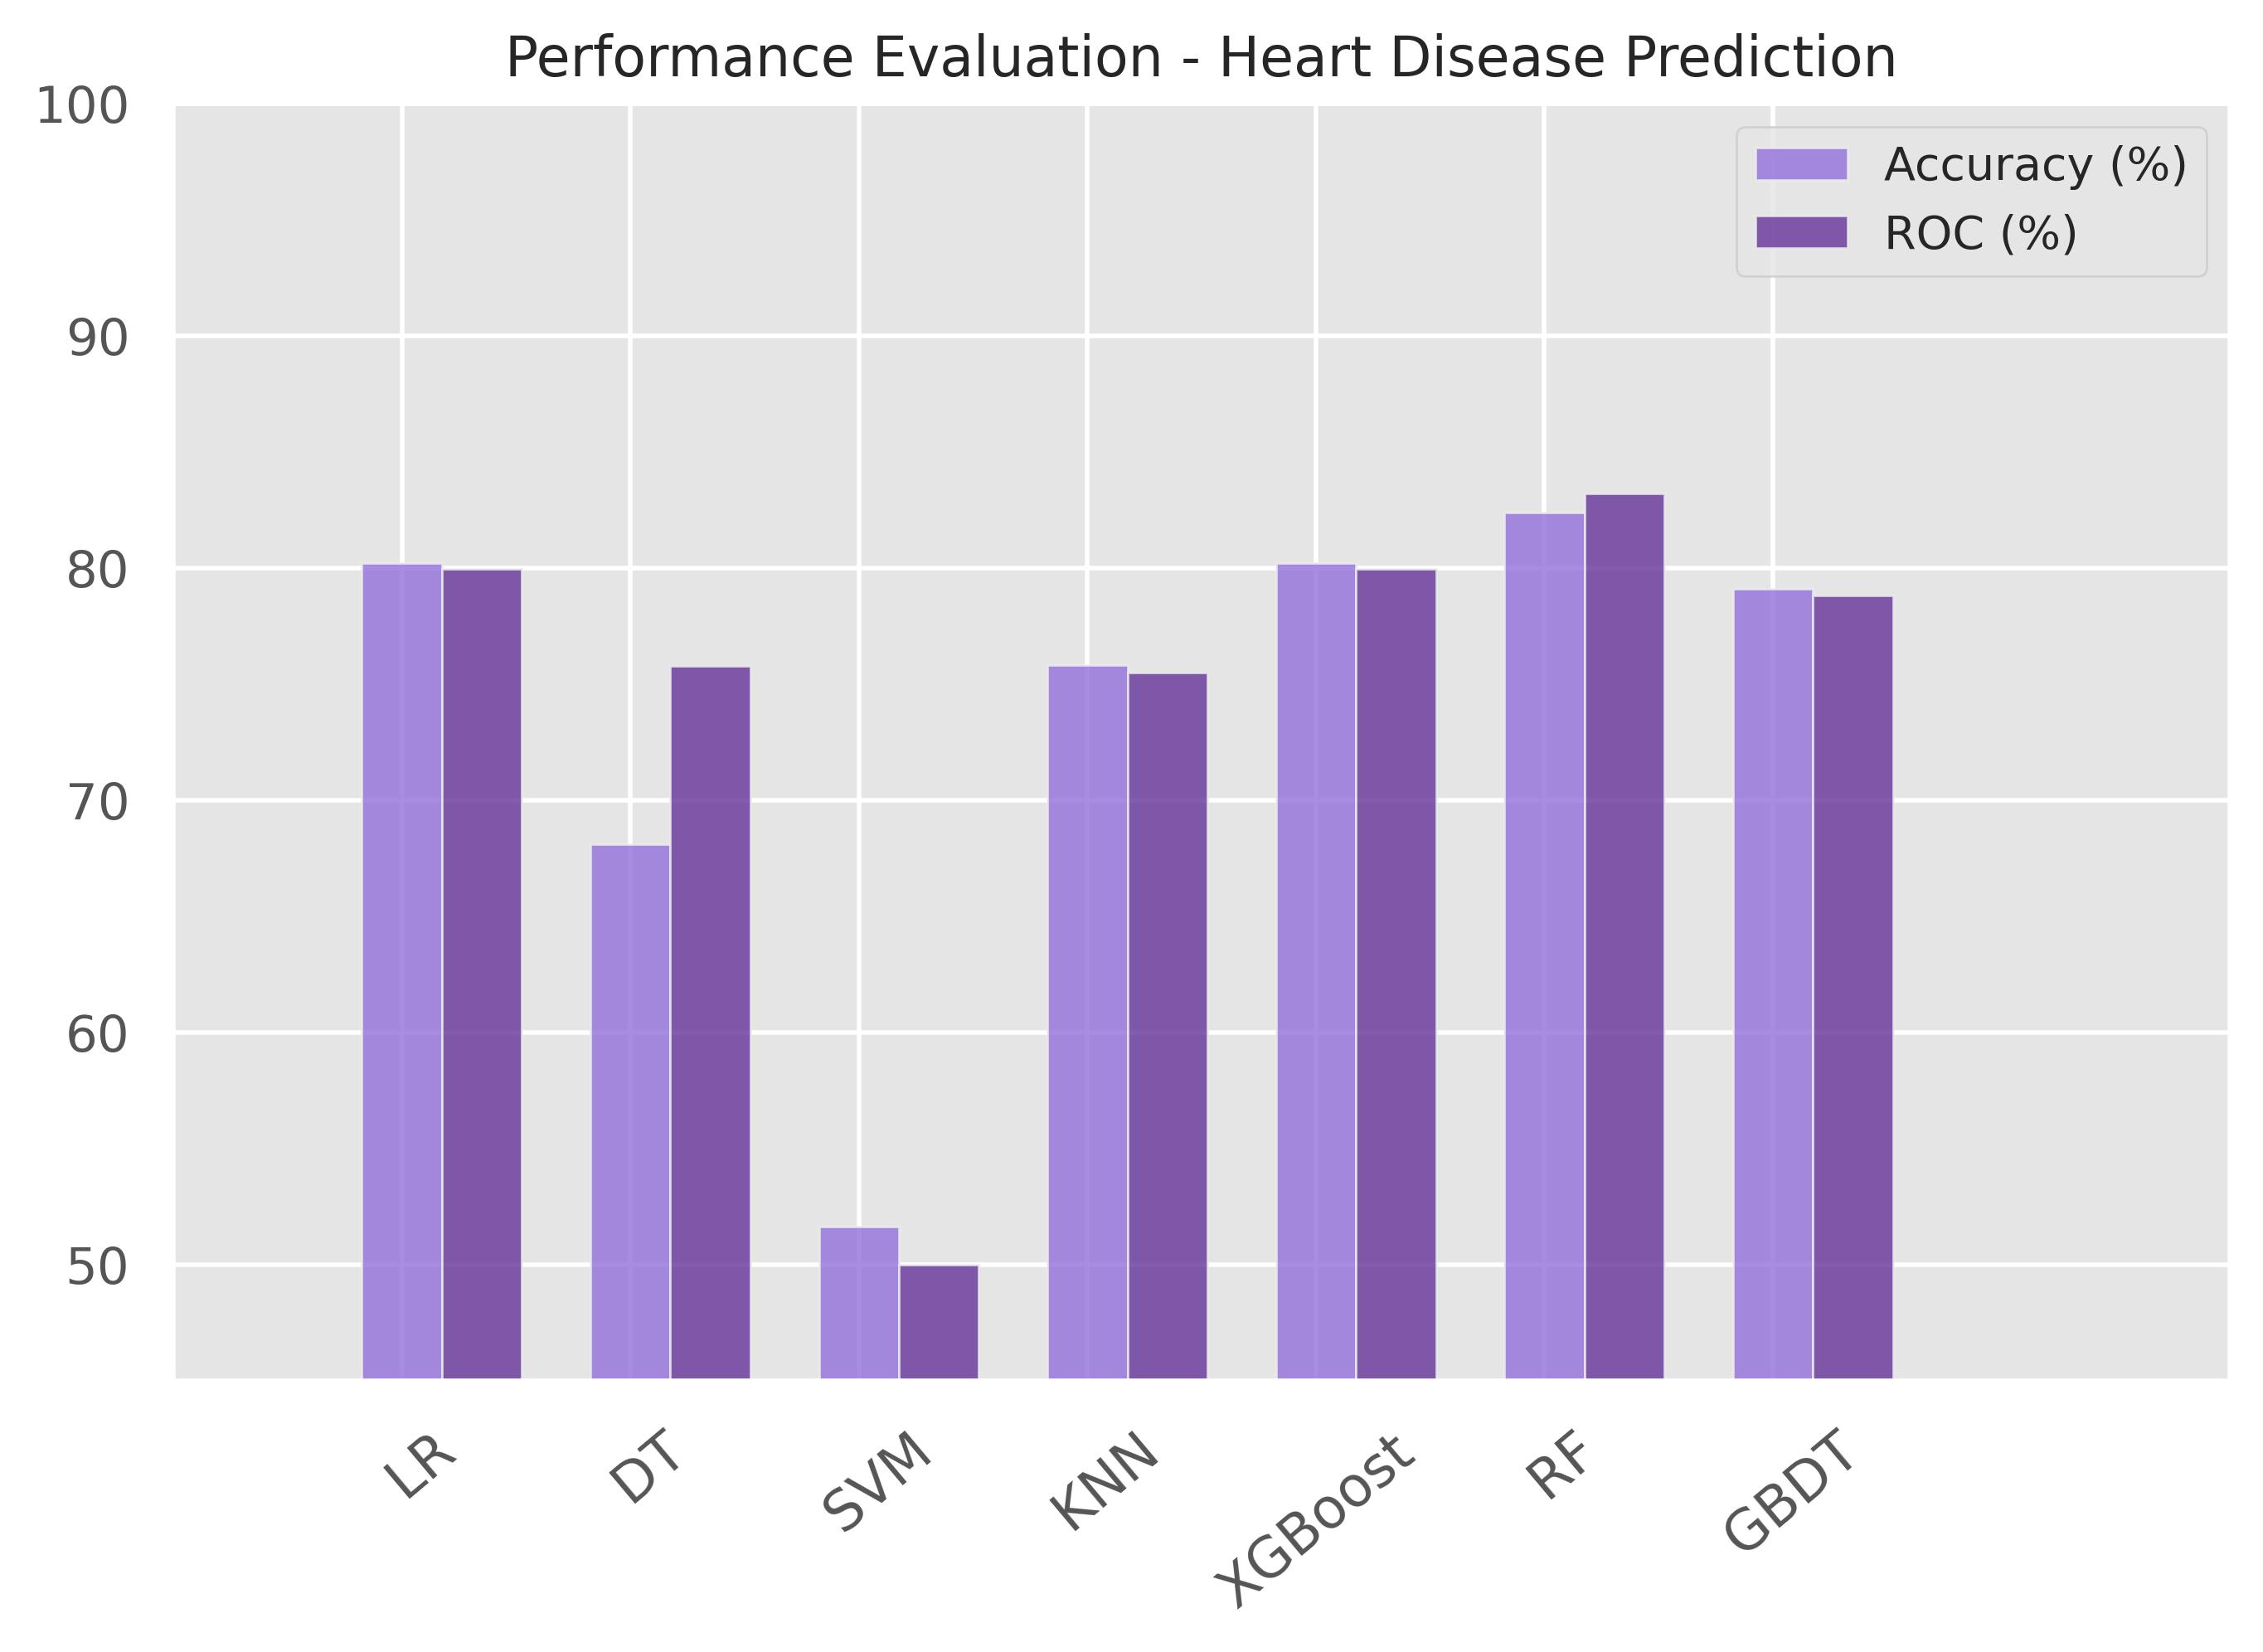 Performance Evaluation - Heart Disease Prediction
Accuracy (%)
ROC (%)
100
90
80
70
60
50
LR
DT
SVM
KNN
XGBoost
RF
GBDT